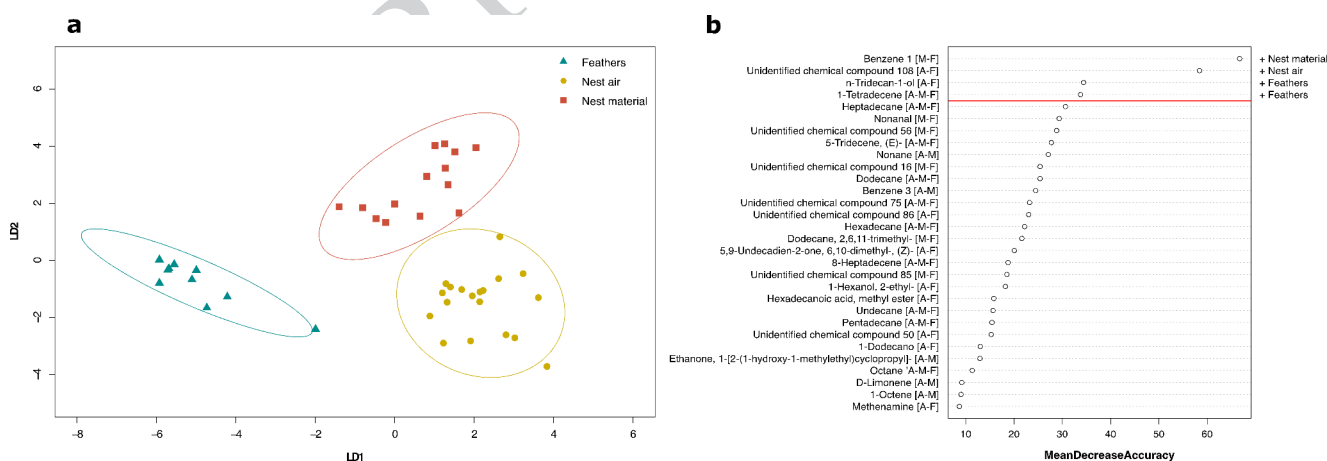 a
Feathers
Nest air
Nest material
6
4
2
0
−2
−4
LD2
−8
−6
−4
−2
0
2
4
6
LD1
b
Benzene 1 [M-F]
+ Nest material
Unidentified chemical compound 108 [A-F]
+ Nest air
n-Tridecan-1-ol [A-F]
+ Feathers
1-Tetradecene [A-M-F]
+ Feathers
Heptadecane [A-M-F]
Nonanal [M-F]
Unidentified chemical compound 56 [M-F]
5-Tridecene, (E)- [A-M-F]
Nonane [A-M]
Unidentified chemical compound 16 [M-F]
Dodecane [A-M-F]
Benzene 3 [A-M]
Unidentified chemical compound 75 [A-M-F]
Unidentified chemical compound 86 [A-F]
Hexadecane [A-M-F]
Dodecane, 2,6,11-trimethyl- [M-F]
5,9-Undecadien-2-one, 6,10-dimethyl-, (Z)- [A-F]
8-Heptadecene [A-M-F]
Unidentified chemical compound 85 [M-F]
1-Hexanol, 2-ethyl- [A-F]
Hexadecanoic acid, methyl ester [A-F]
Undecane [A-M-F]
Pentadecane [A-M-F]
Unidentified chemical compound 50 [A-F]
1-Dodecano [A-F]
Ethanone, 1-[2-(1-hydroxy-1-methylethyl)cyclopropyl]- [A-M]
Octane 'A-M-F]
D-Limonene [A-M]
1-Octene [A-M]
Methenamine [A-F]
10
20
30
40
50
60
MeanDecreaseAccuracy